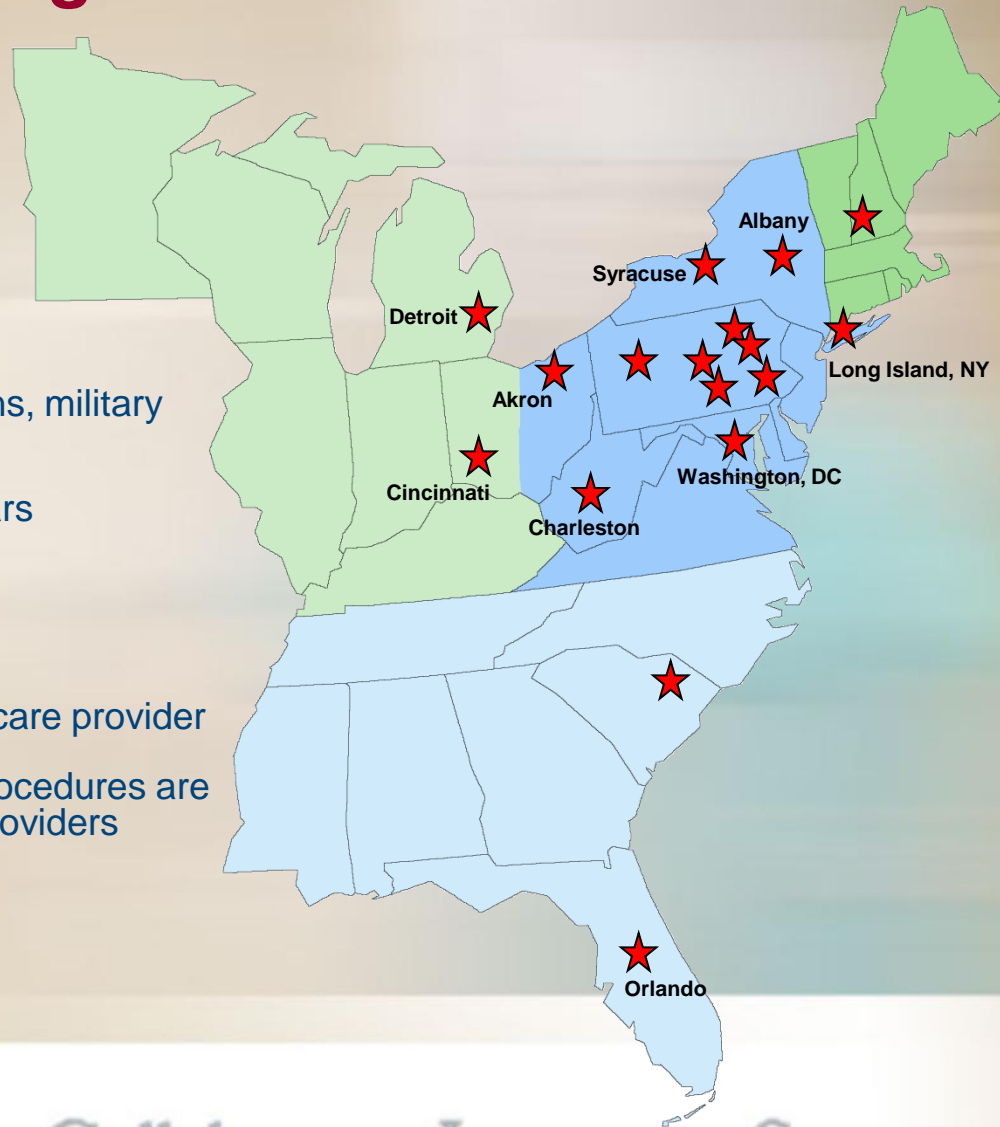 g
ns, military
rs
care provider
ocedures are
oviders
Albany
Syracuse
Detroit
Long Island, NY
Akron
Washington, DC
Cincinnati
Charleston
Orlando